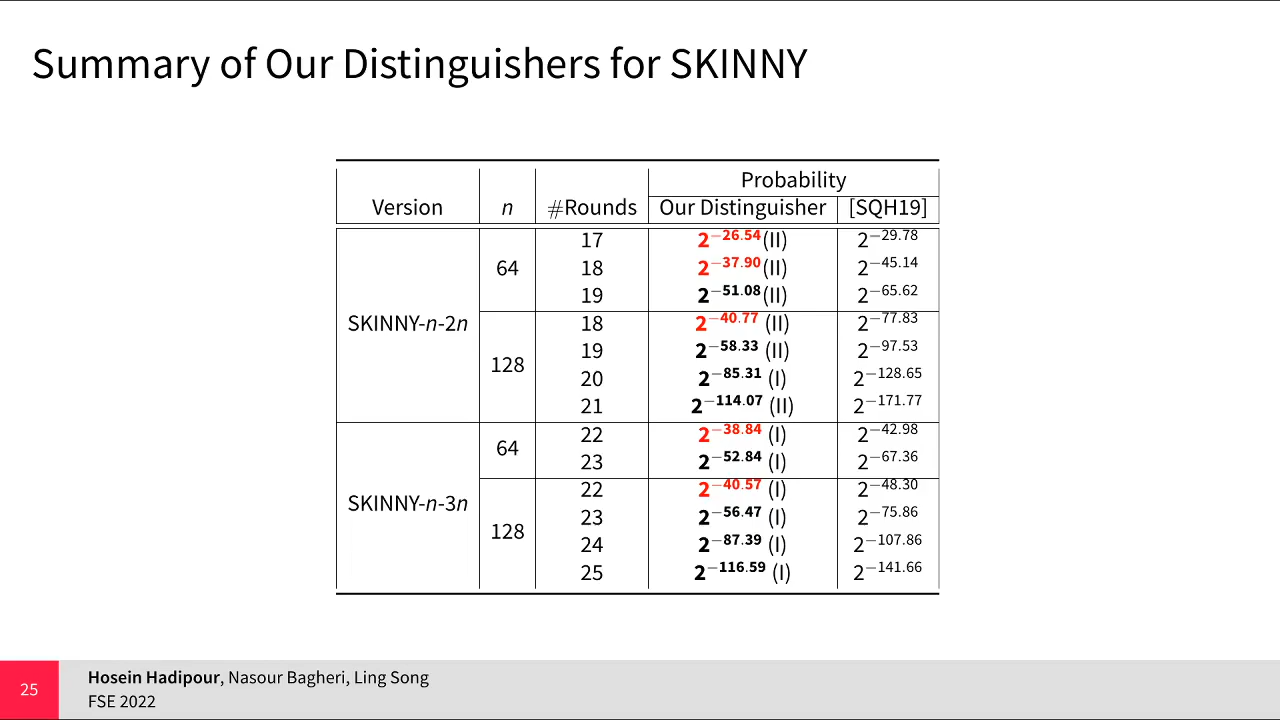 Summary of Our Distinguishers for SKINNY
Probability
Version n #Rounds Our Distinguisher [SQH19]
17 2^−26.54(II) 2^−29.78
64 18 2^−37.90(II) 2^−45.14
19 2^−51.08(II) 2^−65.62
SKINNY-n-2n 18 2^−40.77 (II) 2^−77.83
19 2^−58.33 (II) 2^−97.53
128
20 2^−85.31 (I) 2^−128.65
21 2^−114.07 (II) 2^−171.77
22 2^−38.84 (I) 2^−42.98
64
23 2^−52.84 (I) 2^−67.36
22 2^−40.57 (I) 2^−48.30
SKINNY-n-3n
23 2^−56.47 (I) 2^−75.86
128
24 2^−87.39 (I) 2^−107.86
25 2^−116.59 (I) 2^−141.66
25
Hosein Hadipour, Nasour Bagheri, Ling Song
FSE 2022